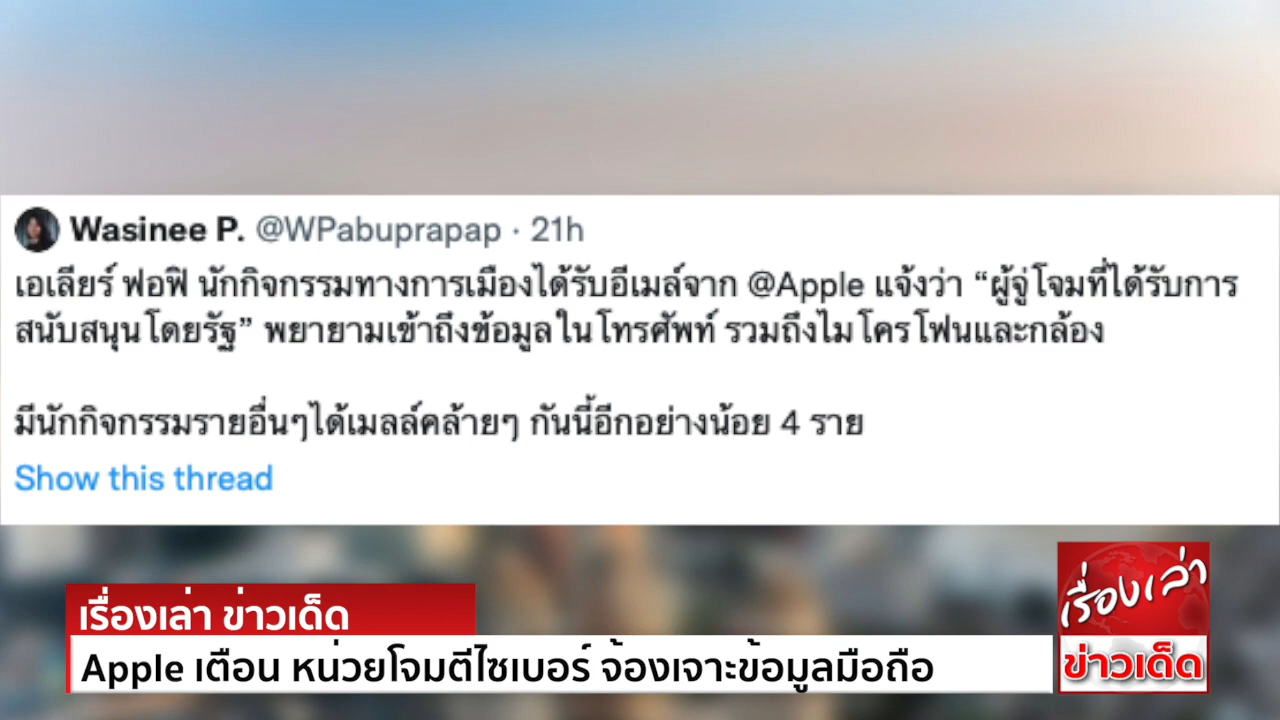 Wasinee P. @WPabuprapap · 21h
เอเลียร์ ฟอฟิ นักกิจกรรมทางการเมืองได้รับอีเมล์จาก @Apple แจ้งว่า “ผู้จู่โจมที่ได้รับการ
สนับสนุนโดยรัฐ” พยายามเข้าถึงข้อมูลในโทรศัพท์ รวมถึงไมโครโฟนและกล้อง
มีนักกิจกรรมรายอื่นๆได้เมลล์คล้ายๆ กันนี้อีกอย่างน้อย 4 ราย
Show this thread
เรื่องเล่า ข่าวเด็ด
Apple เตือน หน่วยโจมตีไซเบอร์ จ้องเจาะข้อมูลมือถือ
เรื่องเล่า
ข่าวเด็ด